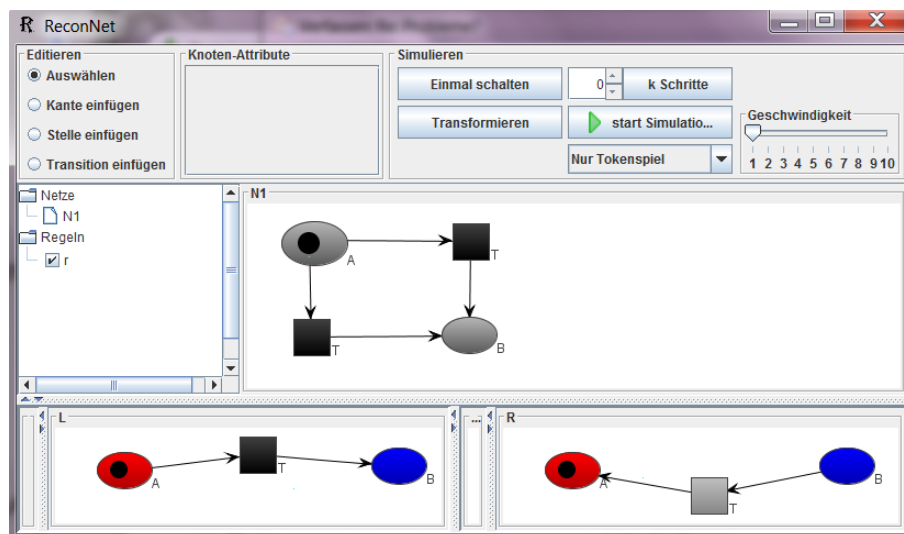 ReconNet
Editieren
Auswählen
Kante einfügen
Stelle einfügen
Transition einfügen
Knoten-Attribute
Simulieren
Einmal schalten
0
k Schritte
Transformieren
start Simulatio...
Nur Tokenspiel
Geschwindigkeit
1 2 3 4 5 6 7 8 9 10
Netze
N1
Regeln
r
N1
A
T
T
B
L
A
T
B
...
R
A
T
B